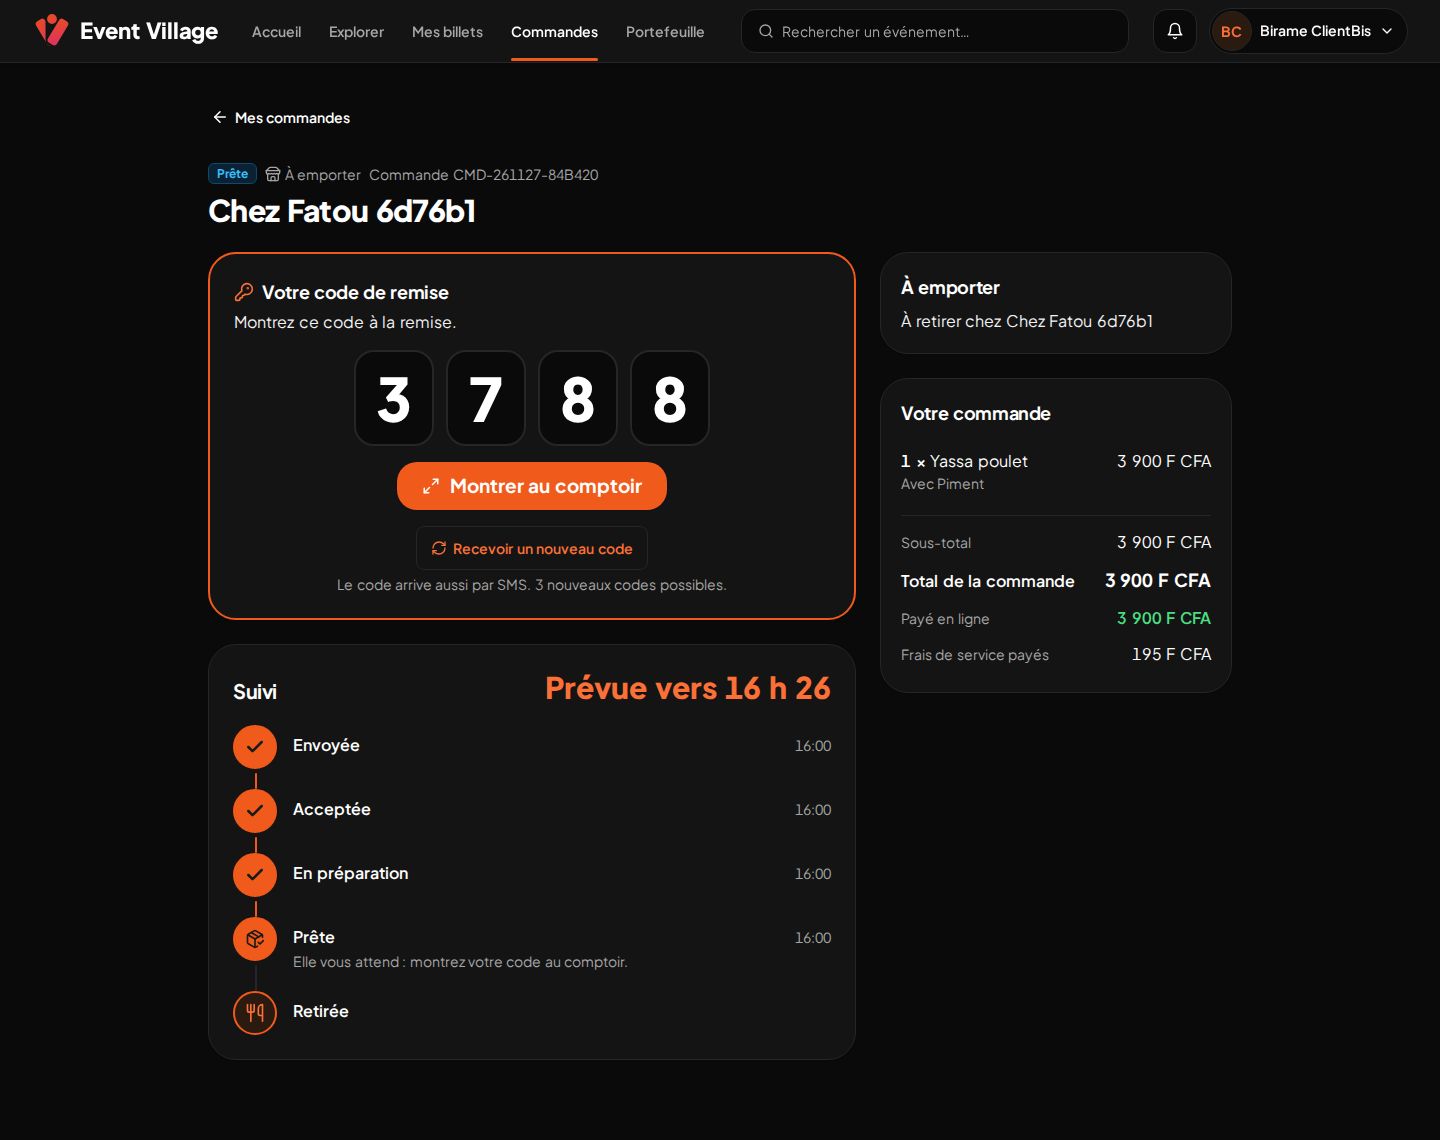 Event Village
Accueil
Explorer
Mes billets
Commandes
Portefeuille
Rechercher un événement…
BC
Birame ClientBis
Mes commandes
Prête
À emporter
Commande CMD-261127-84B420
Chez Fatou 6d76b1
Votre code de remise
Montrez ce code à la remise.
3 7 8 8
Montrer au comptoir
Recevoir un nouveau code
Le code arrive aussi par SMS. 3 nouveaux codes possibles.
Suivi
Prévue vers 16 h 26
Envoyée 16:00
Acceptée 16:00
En préparation 16:00
Prête 16:00
Elle vous attend : montrez votre code au comptoir.
Retirée
À emporter
À retirer chez Chez Fatou 6d76b1
Votre commande
1 × Yassa poulet 3 900 F CFA
Avec Piment
Sous-total 3 900 F CFA
Total de la commande 3 900 F CFA
Payé en ligne 3 900 F CFA
Frais de service payés 195 F CFA